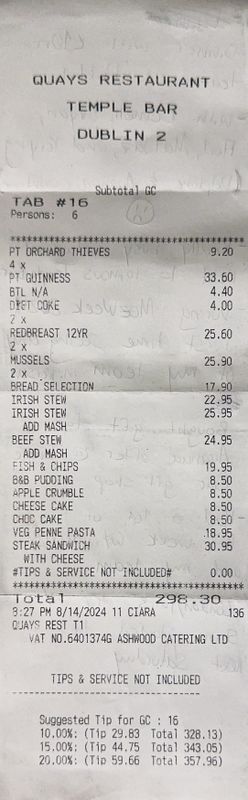 QUAYS RESTAURANT
TEMPLE BAR
DUBLIN 2
Subtotal GC
TAB #16
Persons: 6
PT ORCHARD THIEVES 9.20
4 x
PT GUINNESS 33.60
BTL N/A 4.40
DIET COKE 4.00
2 x
REDBREAST 12YR 25.60
2 x
MUSSELS 25.90
2 x
BREAD SELECTION 17.90
IRISH STEW 22.95
IRISH STEW 25.95
ADD MASH
BEEF STEW 24.95
ADD MASH
FISH & CHIPS 19.95
B&B PUDDING 8.50
APPLE CRUMBLE 8.50
CHEESE CAKE 8.50
CHOC CAKE 8.50
VEG PENNE PASTA 18.95
STEAK SANDWICH 30.95
WITH CHEESE
#TIPS & SERVICE NOT INCLUDED# 0.00
Total 298.30
8:27 PM 8/14/2024 11 CIARA 136
QUAYS REST T1
VAT NO.6401374G ASHWOOD CATERING LTD
TIPS & SERVICE NOT INCLUDED
Suggested Tip for GC : 16
10.00%: (Tip 29.83 Total 328.13)
15.00%: (Tip 44.75 Total 343.05)
20.00%: (Tip 59.66 Total 357.96)